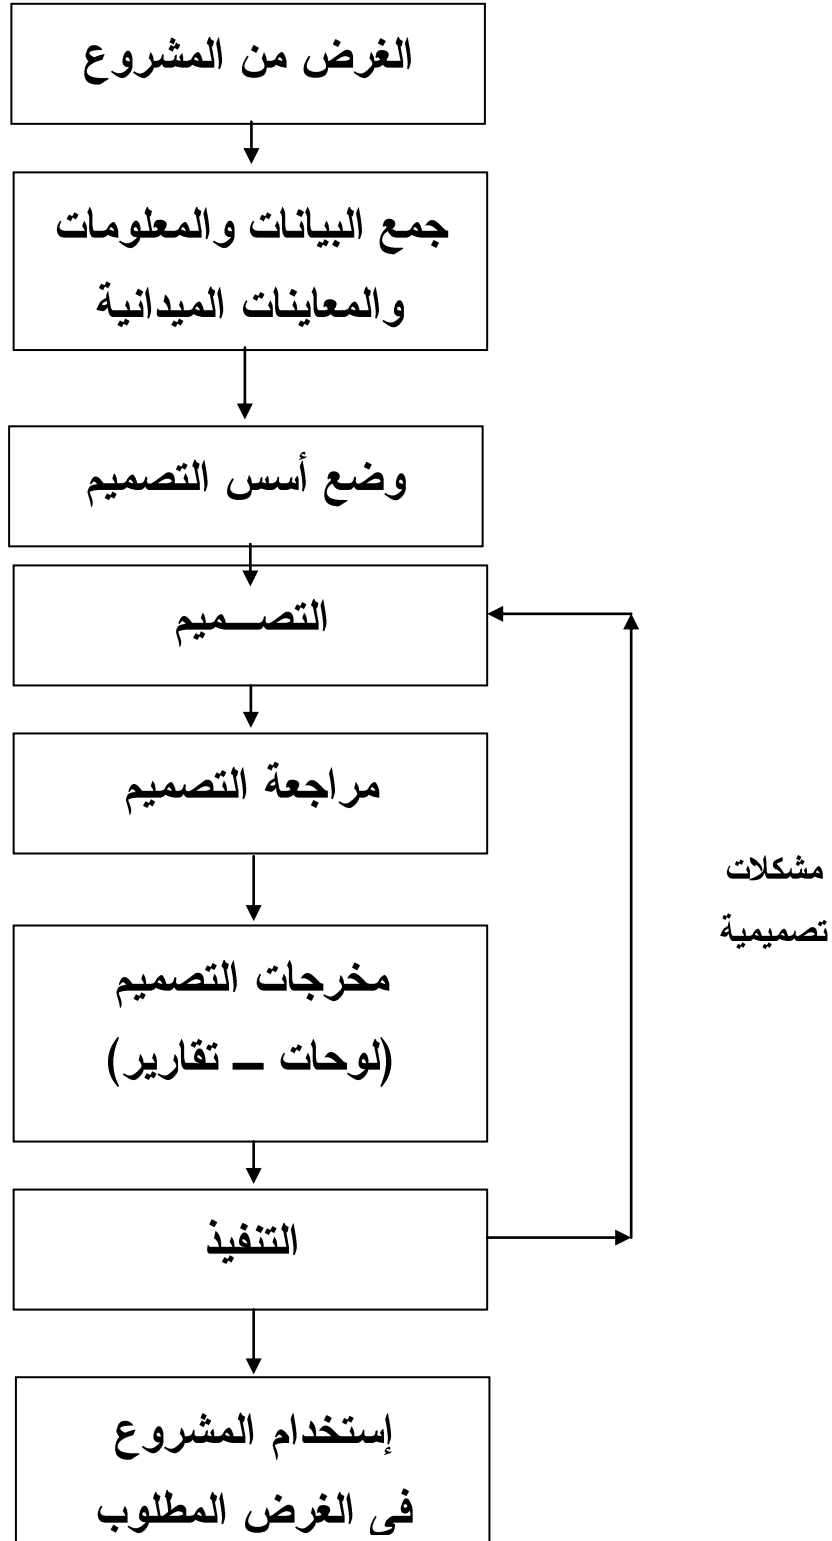 الغرض من المشروع
جمع البيانات والمعلومات
والمعاينات الميدانية
وضع أسس التصميم
التصـــميم
مراجعة التصميم
مشكلات
تصميمية
مخرجات التصميم
(لوحات – تقارير)
التنفيذ
إستخدام المشروع
فى الغرض المطلوب